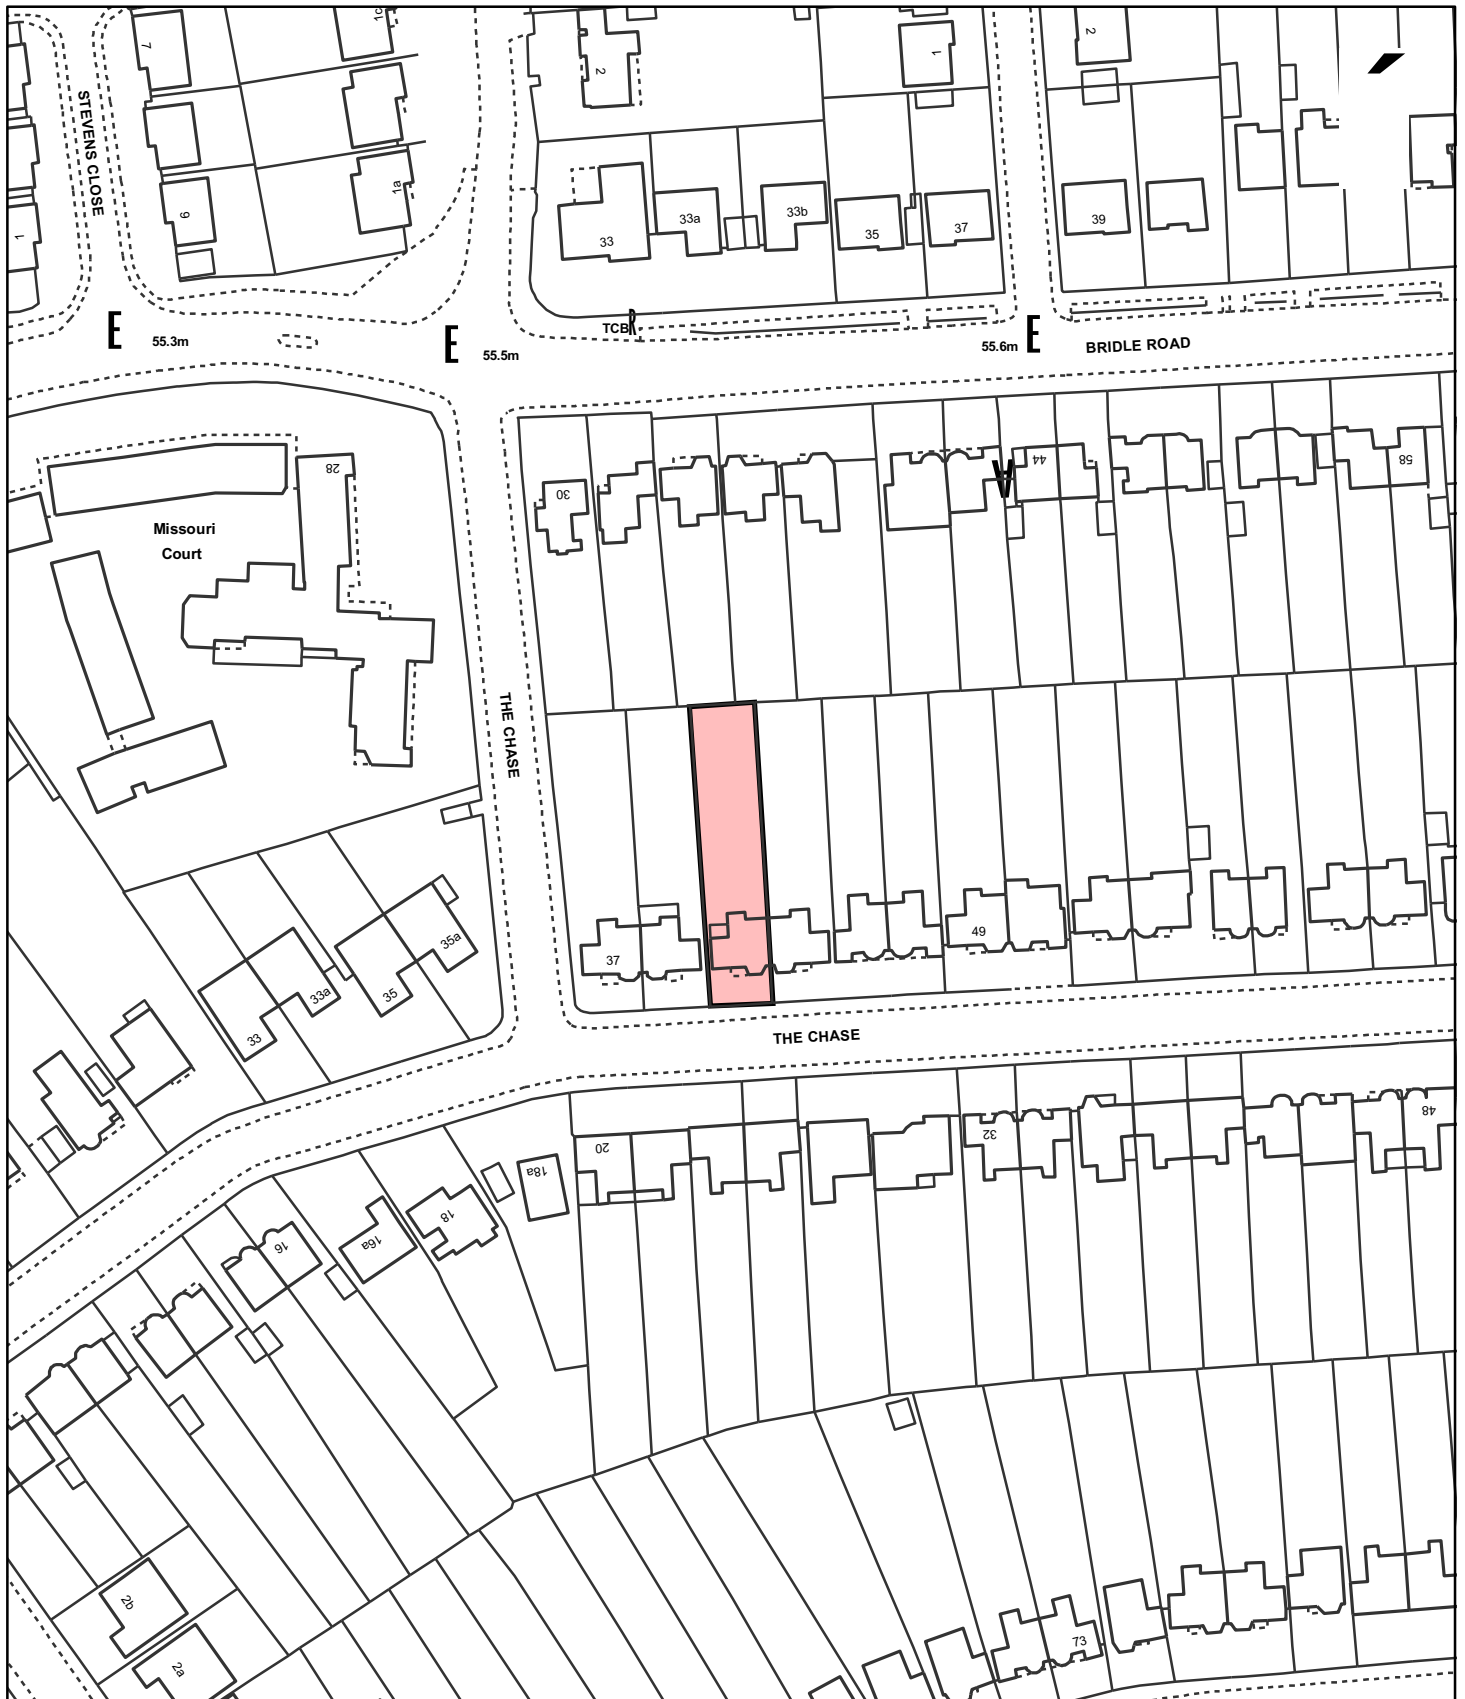 7
1c
2
1
2
STEVENS CLOSE
1a
9
1
33
33a
33b
35
37
39
TCB
E
55.3m
E
55.5m
55.6m
E
BRIDLE ROAD
28
30
44
58
Missouri
Court
THE CHASE
37
49
35a
33a
35
33
THE CHASE
20
18a
32
48
18
16
16a
2b
2a
73